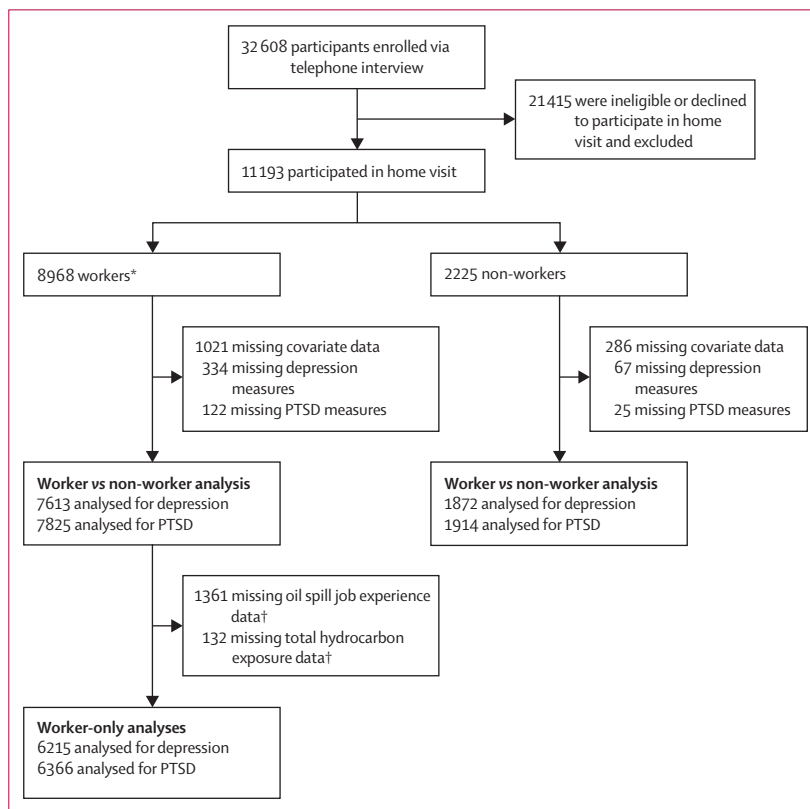 32 608 participants enrolled via
telephone interview
21 415 were ineligible or declined
to participate in home
visit and excluded
11 193 participated in home visit
8968 workers*
2225 non-workers
1021 missing covariate data
334 missing depression
measures
122 missing PTSD measures
286 missing covariate data
67 missing depression
measures
25 missing PTSD measures
Worker vs non-worker analysis
7613 analysed for depression
7825 analysed for PTSD
Worker vs non-worker analysis
1872 analysed for depression
1914 analysed for PTSD
1361 missing oil spill job experience
data†
132 missing total hydrocarbon
exposure data†
Worker-only analyses
6215 analysed for depression
6366 analysed for PTSD